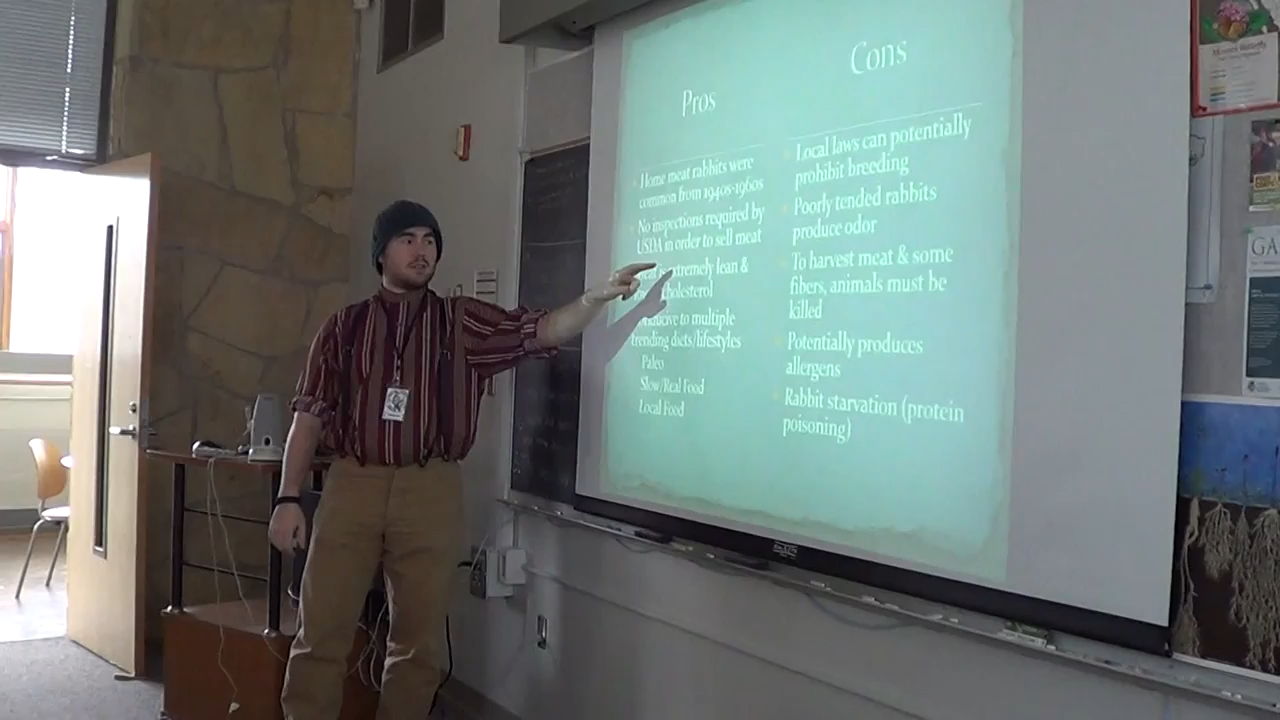 Pros
Home meat rabbits were
common from 1940s-1960s
No inspections required by
USDA in order to sell meat
extremely lean &
cholesterol
to multiple
trending diets/lifestyles
Paleo
Slow/Real Food
Local Food
Cons
Local laws can potentially
prohibit breeding
Poorly tended rabbits
produce odor
To harvest meat & some
fibers, animals must be
killed
Potentially produces
allergens
Rabbit starvation (protein
poisoning)
GA